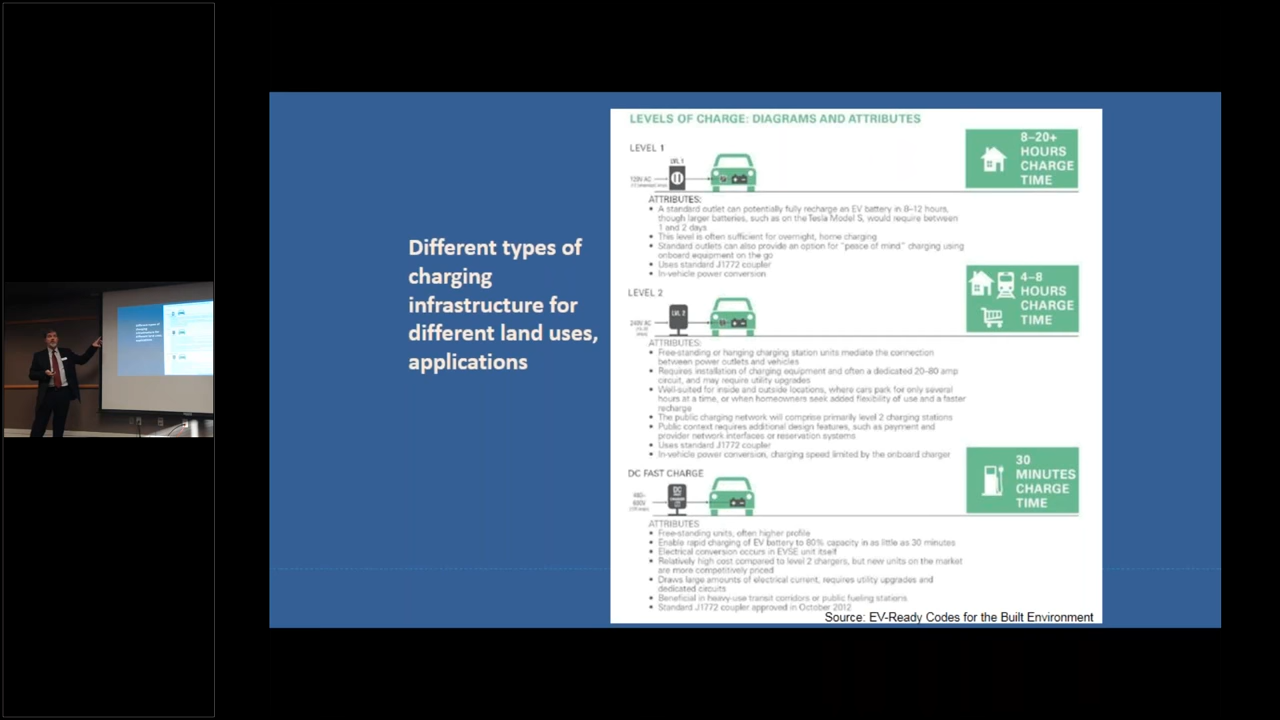 Different types of
charging
infrastructure for
different land uses,
applications
LEVELS OF CHARGE: DIAGRAMS AND ATTRIBUTES
LEVEL 1
LVL 1
120V AC
8–20+
HOURS
CHARGE
TIME
ATTRIBUTES:
• A standard outlet can potentially fully recharge an EV battery in 8–12 hours,
though larger batteries, such as on the Tesla Model S, would require between
1 and 2 days
• This level is often sufficient for overnight, home charging
• Standard outlets can also provide an option for “peace of mind” charging using
onboard equipment on the go
• Uses standard J1772 coupler
• In-vehicle power conversion
LEVEL 2
LVL 2
240V AC
4–8
HOURS
CHARGE
TIME
ATTRIBUTES:
• Free-standing or hanging charging station units mediate the connection
between power outlets and vehicles
• Requires installation of charging equipment and often a dedicated 20–80 amp
circuit, and may require utility upgrades
• Well-suited for inside and outside locations, where cars park for only several
hours at a time, or when homeowners seek added flexibility of use and a faster
recharge
• The public charging network will comprise primarily level 2 charging stations
• Public context requires additional design features, such as payment and
provider network interfaces or reservation systems
• Uses standard J1772 coupler
• In-vehicle power conversion, charging speed limited by the onboard charger
DC FAST CHARGE
DC
30
MINUTES
CHARGE
TIME
ATTRIBUTES
• Free-standing units, often higher profile
• Enable rapid charging of EV battery to 80% capacity in as little as 30 minutes
• Electrical conversion occurs in EVSE unit itself
• Relatively high cost compared to level 2 chargers, but new units on the market
are more competitively priced
• Draws large amounts of electrical current, requires utility upgrades and
dedicated circuits
• Beneficial in heavy-use transit corridors or public fueling stations
• Standard J1772 coupler approved in October 2012
Source: EV-Ready Codes for the Built Environment